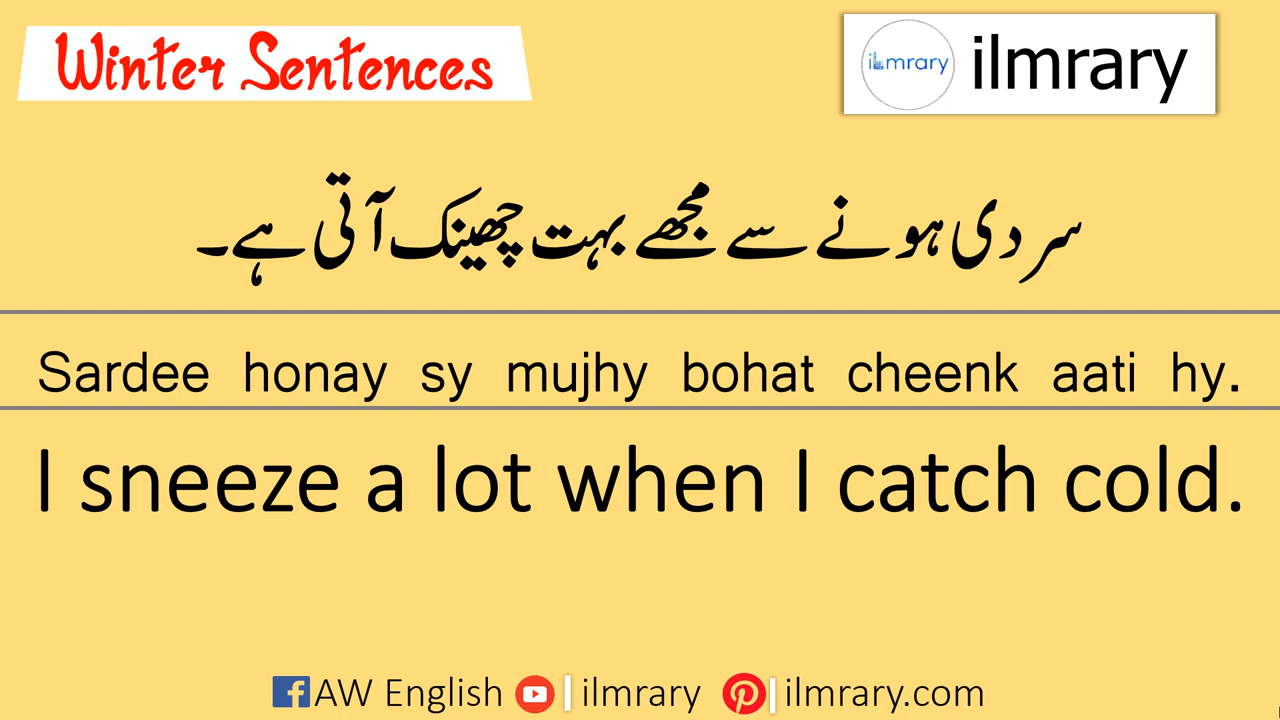 Winter Sentences
ilmrary ilmrary
سردی ہونے سے مجھے بہت چھینک آتی ہے۔
Sardee honay sy mujhy bohat cheenk aati hy.
I sneeze a lot when I catch cold.
AW English | ilmrary | ilmrary.com